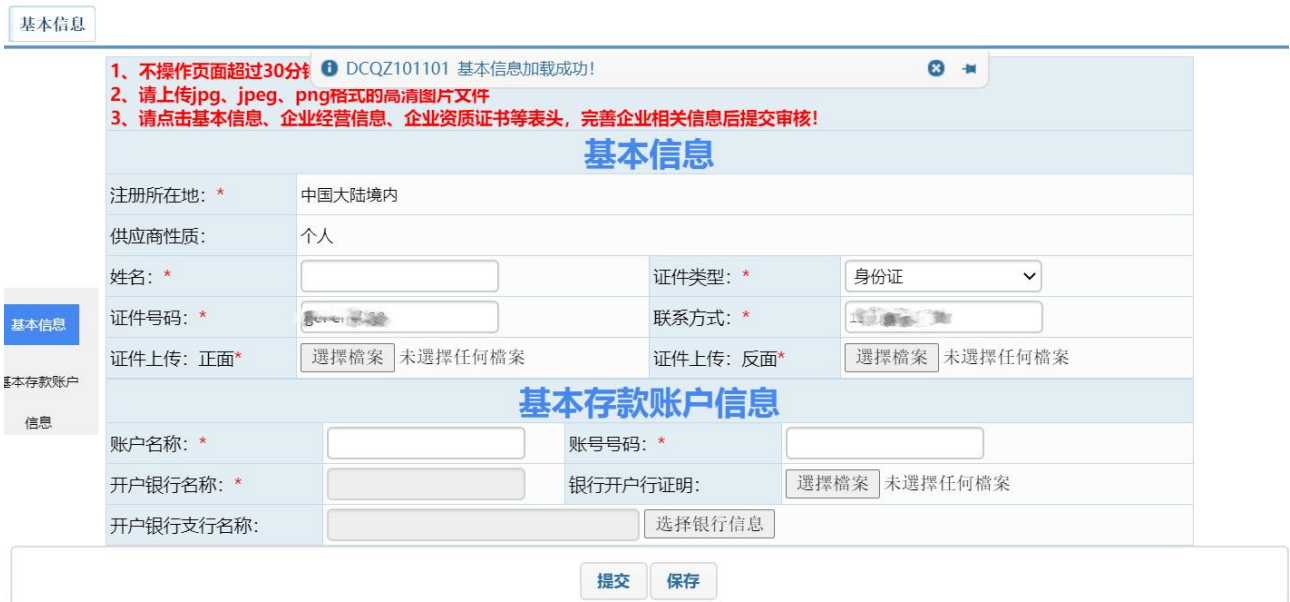 基本信息
1、不操作页面超过30分
DCQZ101101 基本信息加载成功！
2、请上传jpg、jpeg、png格式的高清图片文件
3、请点击基本信息、企业经营信息、企业资质证书等表头，完善企业相关信息后提交审核！
基本信息
注册所在地：* 中国大陆境内
供应商性质： 个人
姓名：* 证件类型：* 身份证
基本信息
证件号码：* 联系方式：*
证件上传：正面* 選擇檔案 未選擇任何檔案 证件上传：反面* 選擇檔案 未選擇任何檔案
基本存款账户
信息
基本存款账户信息
账户名称：* 账号号码：*
开户银行名称：* 银行开户行证明： 選擇檔案 未選擇任何檔案
开户银行支行名称： 选择银行信息
提交 保存